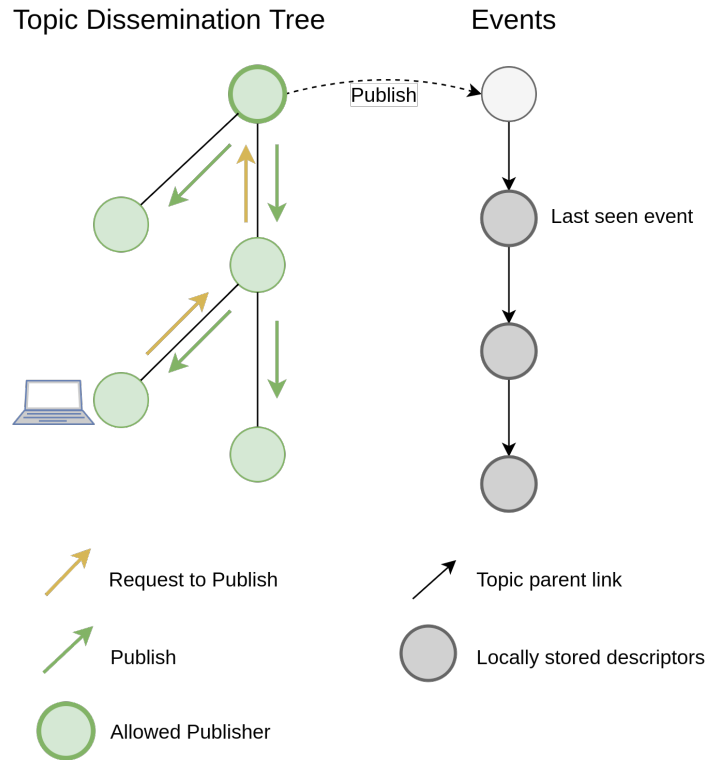 Topic Dissemination Tree
Events
Publish
Last seen event
Request to Publish
Topic parent link
Publish
Locally stored descriptors
Allowed Publisher